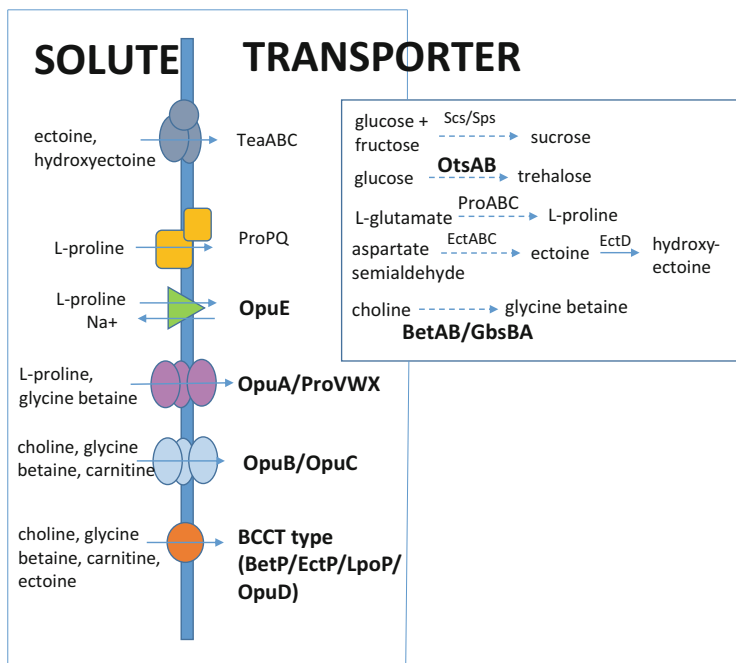 SOLUTE TRANSPORTER
ectoine,
hydroxyectoine
TeaABC
L-proline
ProPQ
L-proline
Na+
OpuE
L-proline,
glycine betaine
OpuA/ProVWX
choline, glycine
betaine, carnitine
OpuB/OpuC
choline, glycine
betaine, carnitine,
ectoine
BCCT type
(BetP/EctP/LpoP/
OpuD)
glucose +
fructose
Scs/Sps
sucrose
glucose
OtsAB
trehalose
L-glutamate
ProABC
L-proline
aspartate
semialdehyde
EctABC
ectoine
EctD
hydroxy-
ectoine
choline
glycine betaine
BetAB/GbsBA